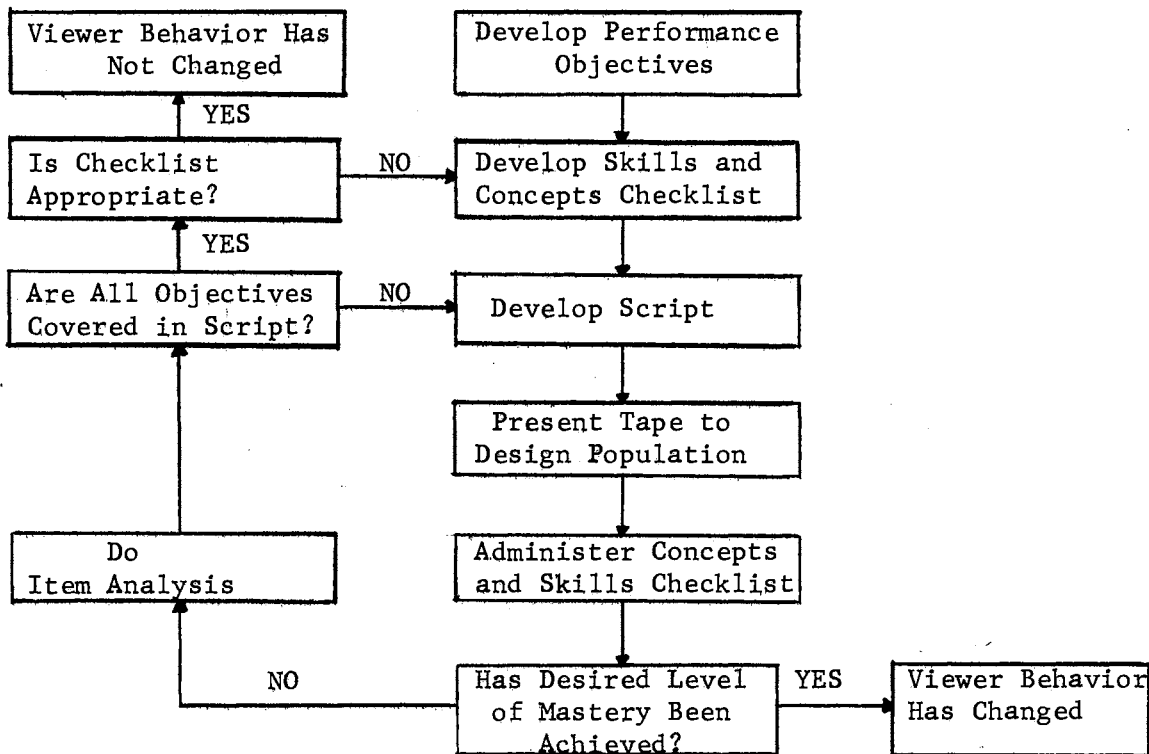 Viewer Behavior Has
Not Changed
Develop Performance
Objectives
YES
Is Checklist
Appropriate?
NO
Develop Skills and
Concepts Checklist
YES
Are All Objectives
Covered in Script?
NO
Develop Script
Present Tape to
Design Population
Do
Item Analysis
Administer Concepts
and Skills Checklist
NO
Has Desired Level
of Mastery Been
Achieved?
YES
Viewer Behavior
Has Changed